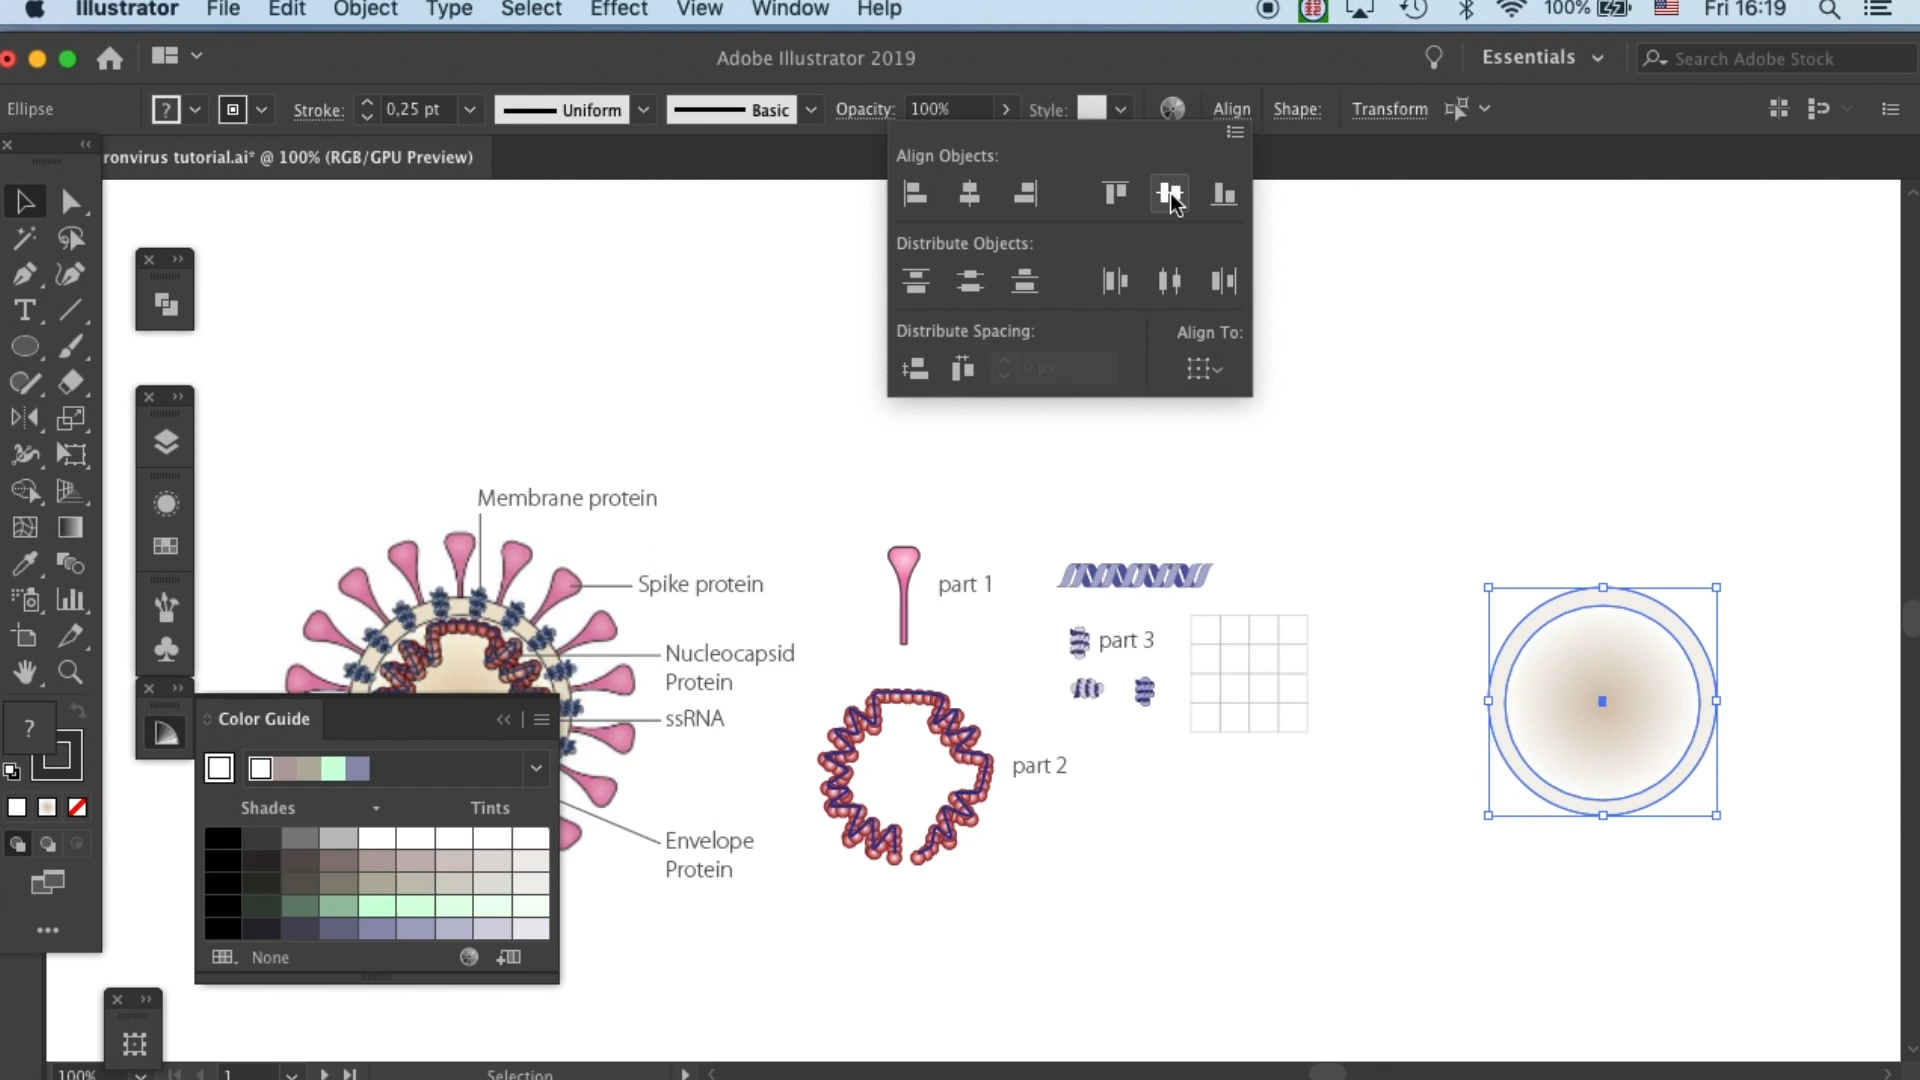 Illustrator File Edit Object Type Select Effect View Window Help 100% Fri 16:19
Adobe Illustrator 2019 Essentials Search Adobe Stock
Ellipse ? Stroke: 0,25 pt Uniform Basic Opacity: 100% Style: Align Shape: Transform
ronvirus tutorial.ai* @ 100% (RGB/GPU Preview)
Align Objects:
Distribute Objects:
Distribute Spacing: Align To:
0 px
Membrane protein
Spike protein
Nucleocapsid
Protein
ssRNA
Envelope
Protein
part 1
part 3
part 2
?
Color Guide
Shades Tints
None
100% 1 Selection